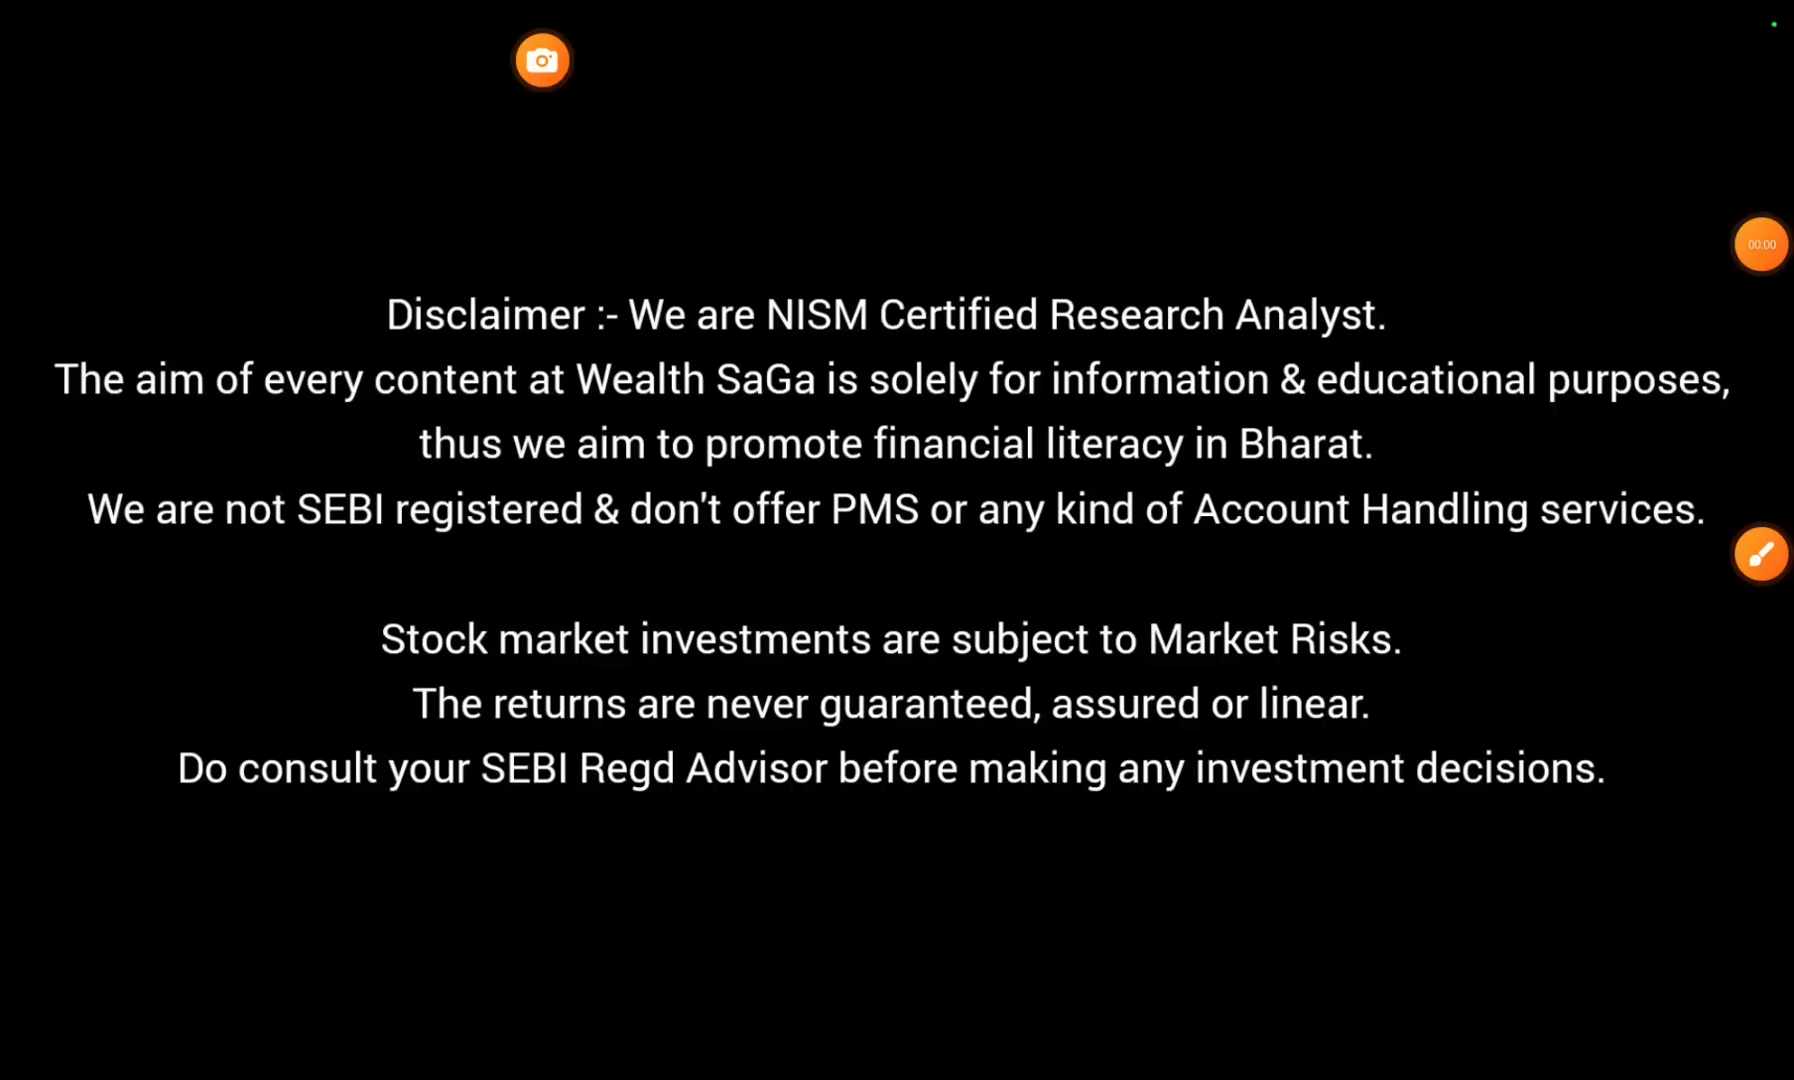 00:00
Disclaimer :- We are NISM Certified Research Analyst.
The aim of every content at Wealth SaGa is solely for information & educational purposes,
thus we aim to promote financial literacy in Bharat.
We are not SEBI registered & don't offer PMS or any kind of Account Handling services.
Stock market investments are subject to Market Risks.
The returns are never guaranteed, assured or linear.
Do consult your SEBI Regd Advisor before making any investment decisions.